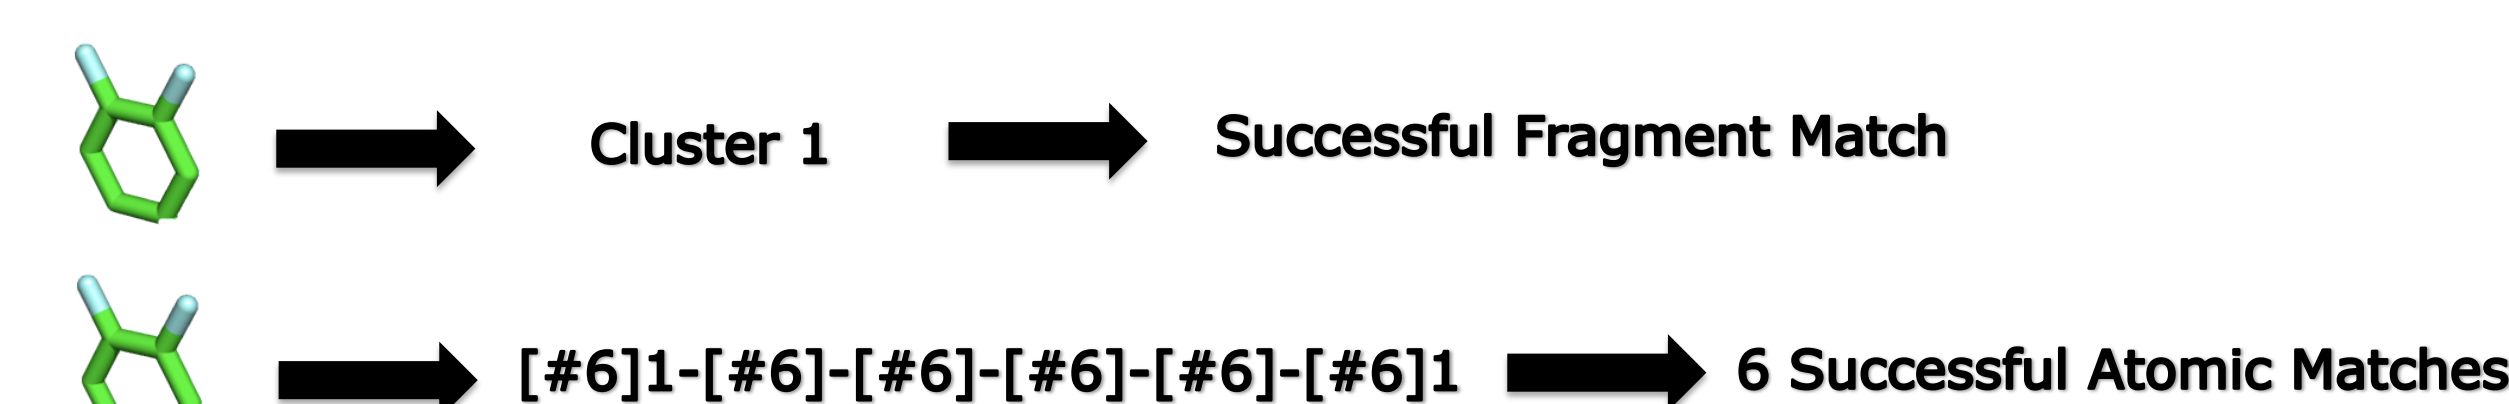 Cluster 1 Successful Fragment Match
[#6]1-[#6]-[#6]-[#6]-[#6]-[#6]1 6 Successful Atomic Matches